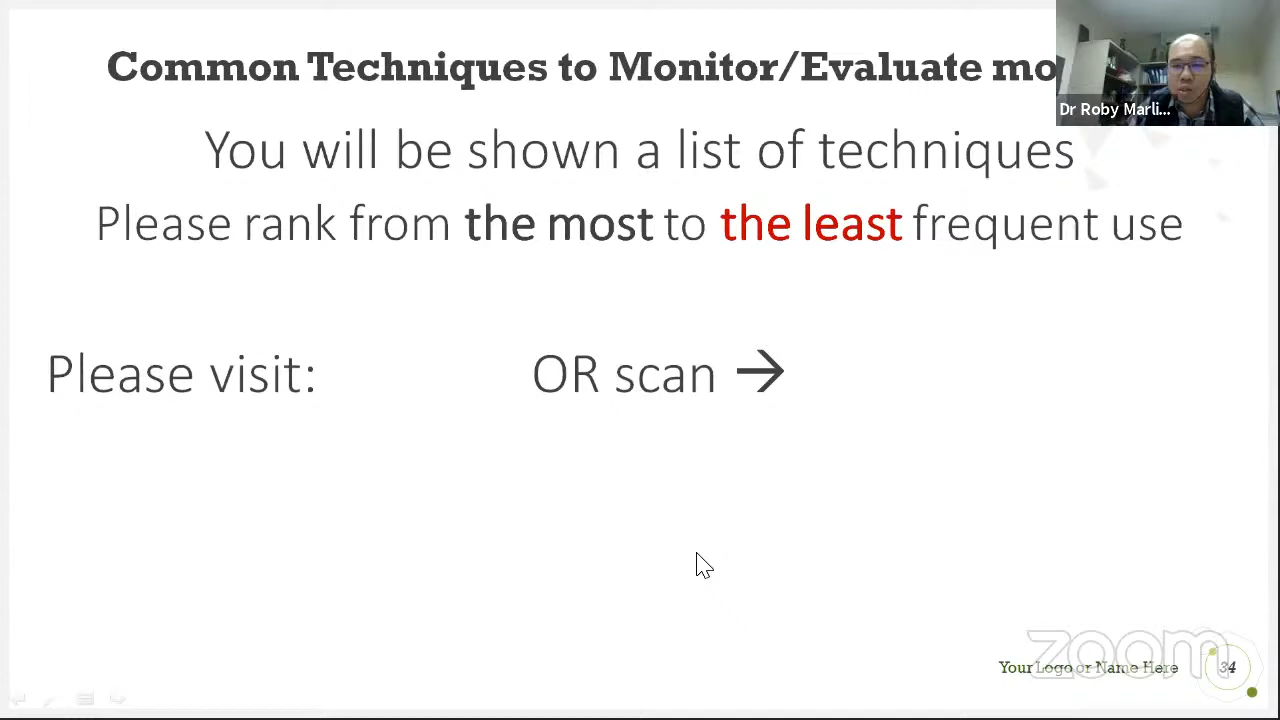 Common Techniques to Monitor/Evaluate mo
Dr Roby Marli...
You will be shown a list of techniques
Please rank from the most to the least frequent use
Please visit:
OR scan →
zoom
Your Logo or Name Here
34